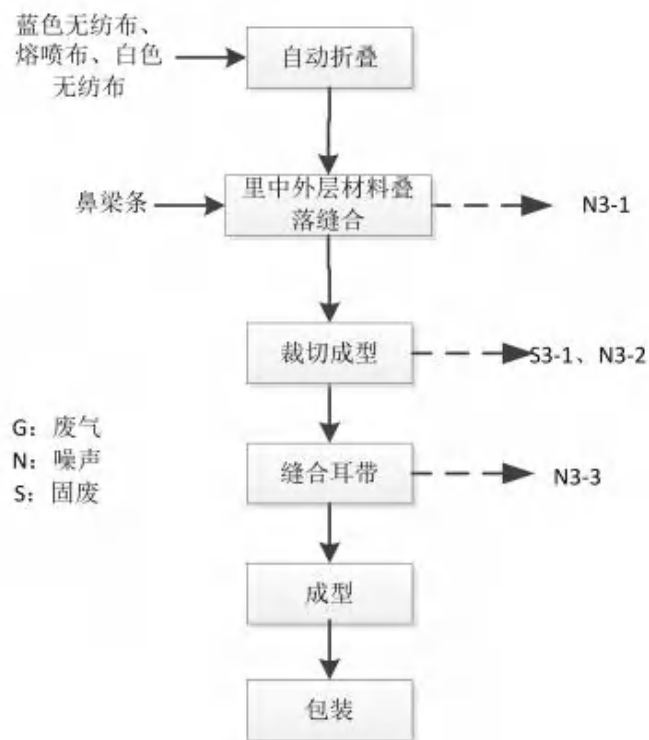 蓝色无纺布、
熔喷布、白色
无纺布
自动折叠
鼻梁条
里中外层材料叠
落缝合
N3-1
裁切成型
S3-1、N3-2
G：废气
N：噪声
S：固废
缝合耳带
N3-3
成型
包装